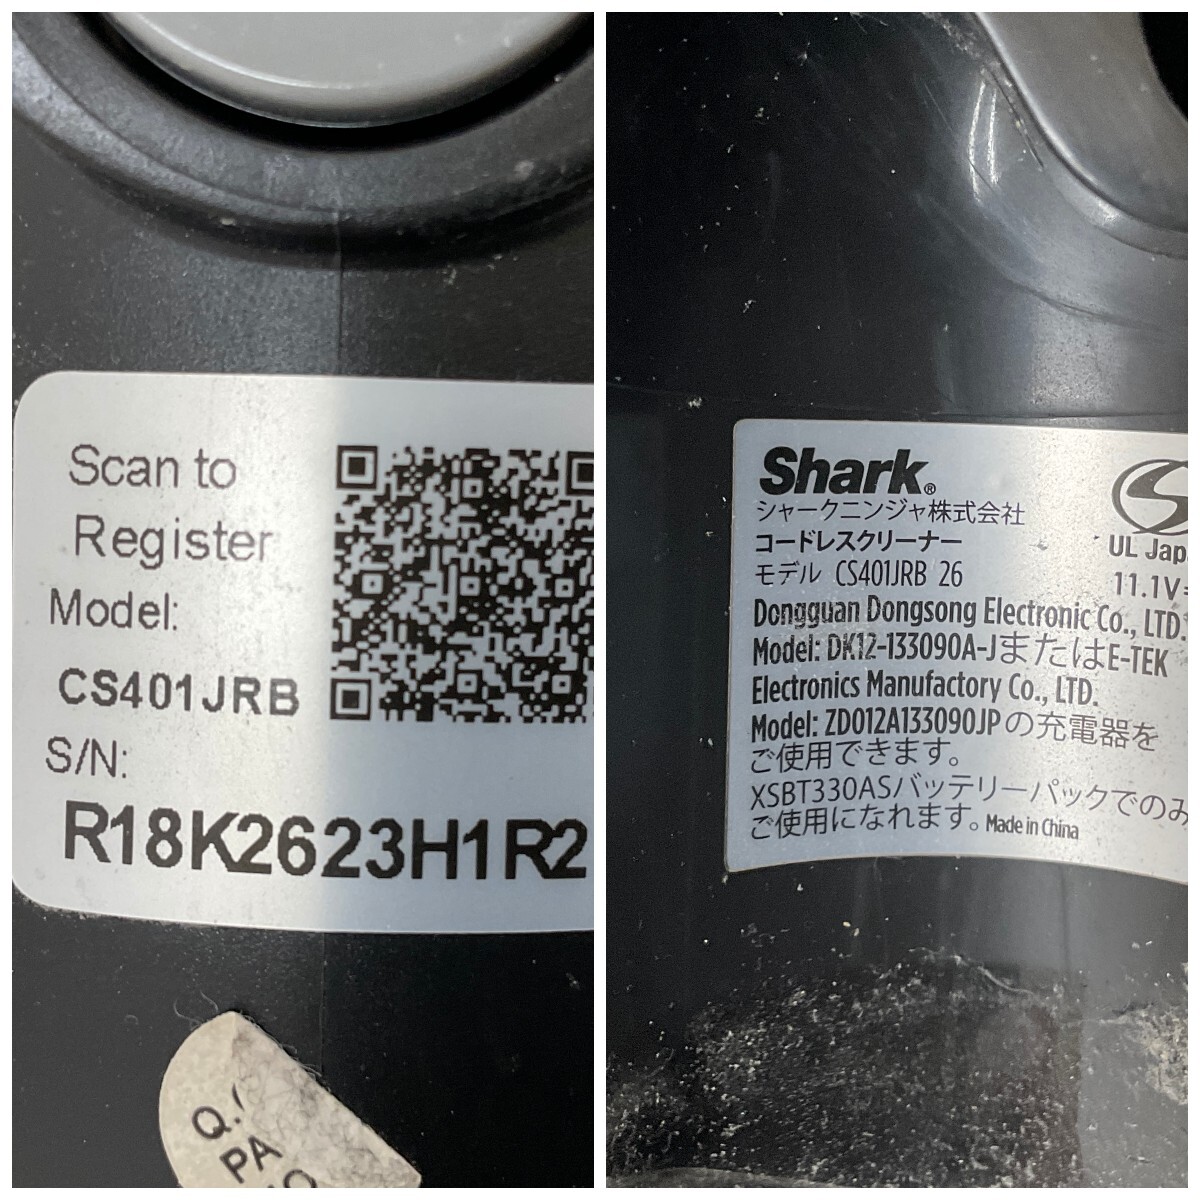 Scan to
Register
Model:
CS401JRB
S/N:
R18K2623H1R2
Q.
PA
Shark®
シャークニンジャ株式会社
コードレスクリーナー
モデル CS401JRB 26
UL Japa
11.1V
Dongguan Dongsong Electronic Co., LTD.
Model: DK12-133090A-JまたはE-TEK
Electronics Manufactory Co., LTD.
Model: ZD012A133090JPの充電器を
ご使用できます。
XSBT330ASバッテリーパックでのみ
ご使用になれます。Made in China